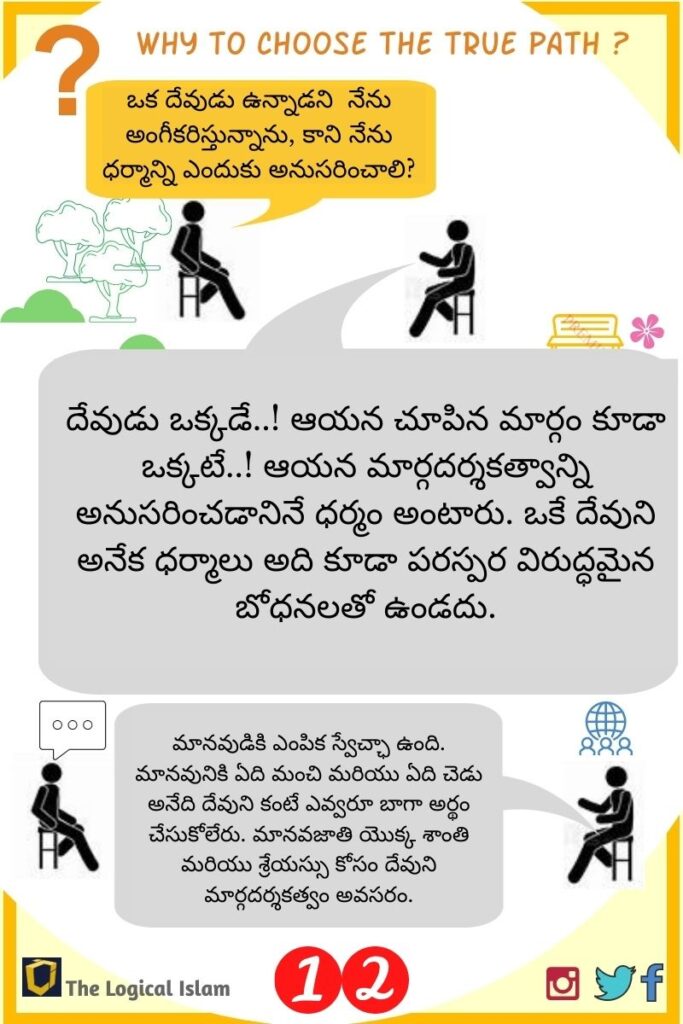 ?
WHY TO CHOOSE THE TRUE PATH ?
ఒక దేవుడు ఉన్నాడని నేను
అంగీకరిస్తున్నాను, కాని నేను
ధర్మాన్ని ఎందుకు అనుసరించాలి?
దేవుడు ఒక్కడే..! ఆయన చూపిన మార్గం కూడా
ఒక్కటే..! ఆయన మార్గదర్శకత్వాన్ని
అనుసరించడానినే ధర్మం అంటారు. ఒకే దేవుని
అనేక ధర్మాలు అది కూడా పరస్పర విరుద్ధమైన
బోధనలతో ఉండదు.
మానవుడికి ఎంపిక స్వేచ్ఛా ఉంది.
మానవునికి ఏది మంచి మరియు ఏది చెడు
అనేది దేవుని కంటే ఎవ్వరూ బాగా అర్థం
చేసుకోలేరు. మానవజాతి యొక్క శాంతి
మరియు శ్రేయస్సు కోసం దేవుని
మార్గదర్శకత్వం అవసరం.
The Logical Islam
12